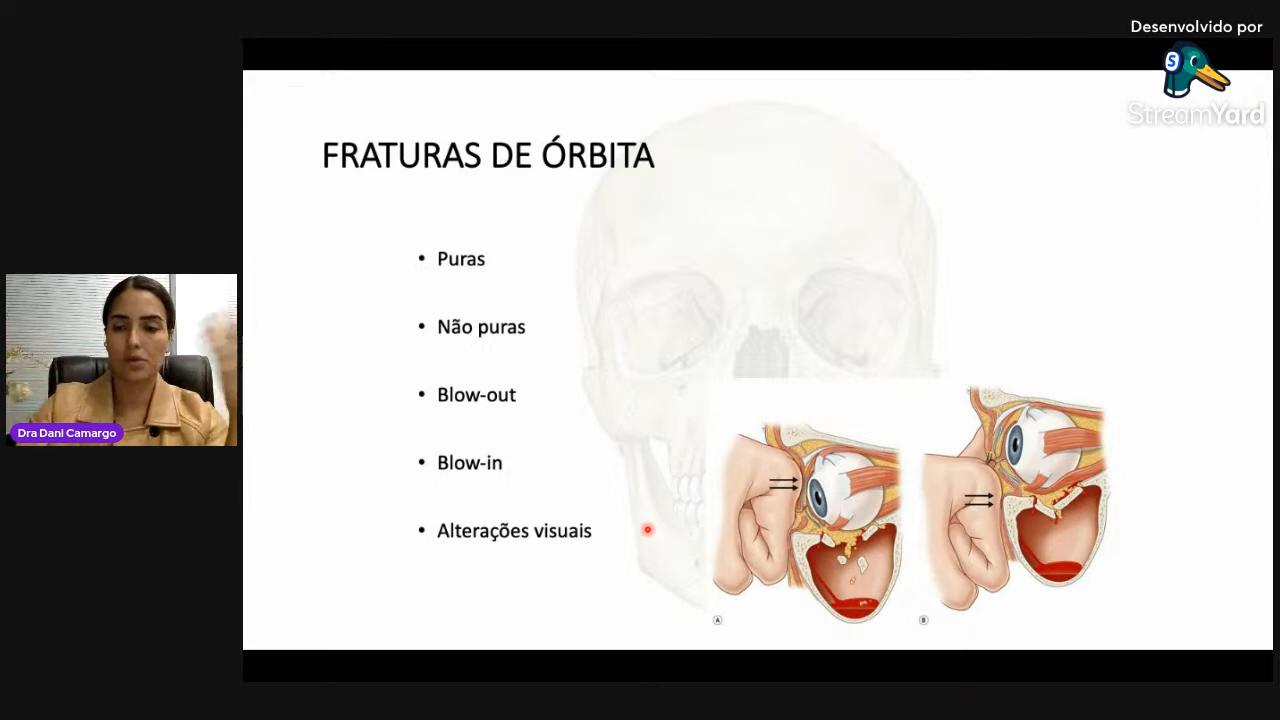 Desenvolvido por
StreamYard
FRATURAS DE ÓRBITA
• Puras
• Não puras
• Blow-out
• Blow-in
• Alterações visuais
Dra Dani Camargo
A
B